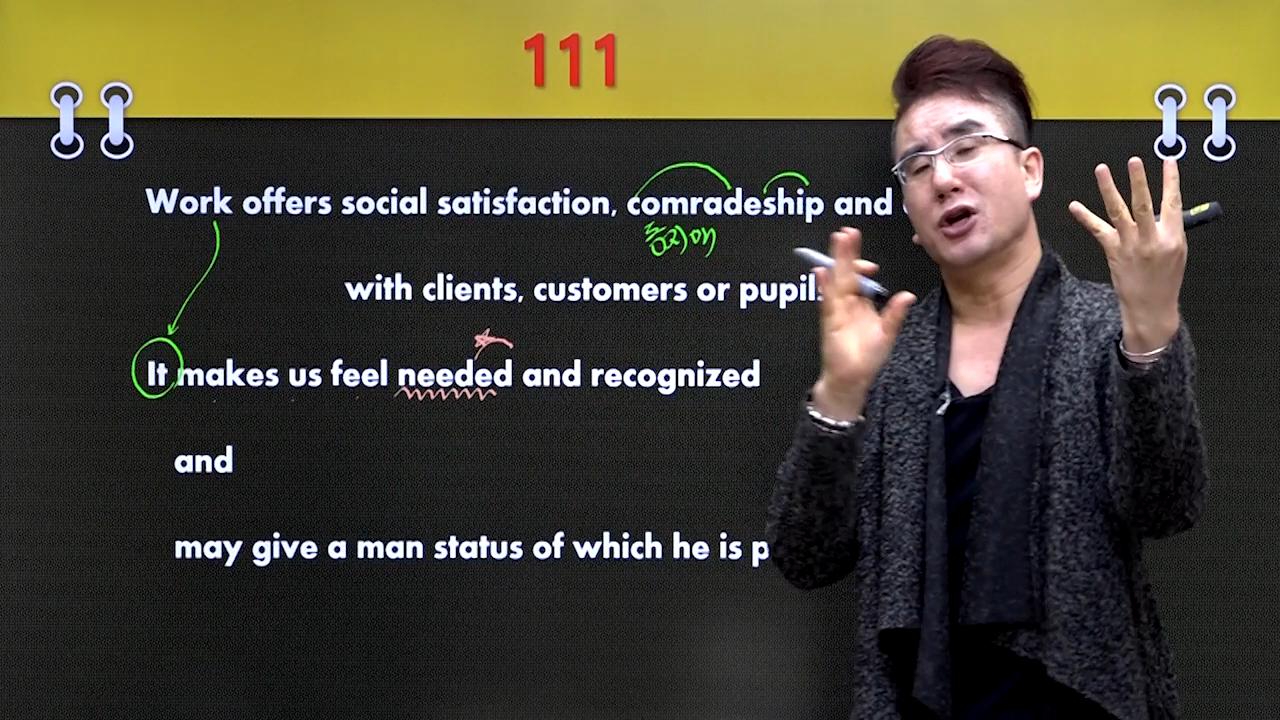 111
Work offers social satisfaction, comradeship and
동지애
with clients, customers or
It makes us feel needed and recognized
and
may give a man status of which he is